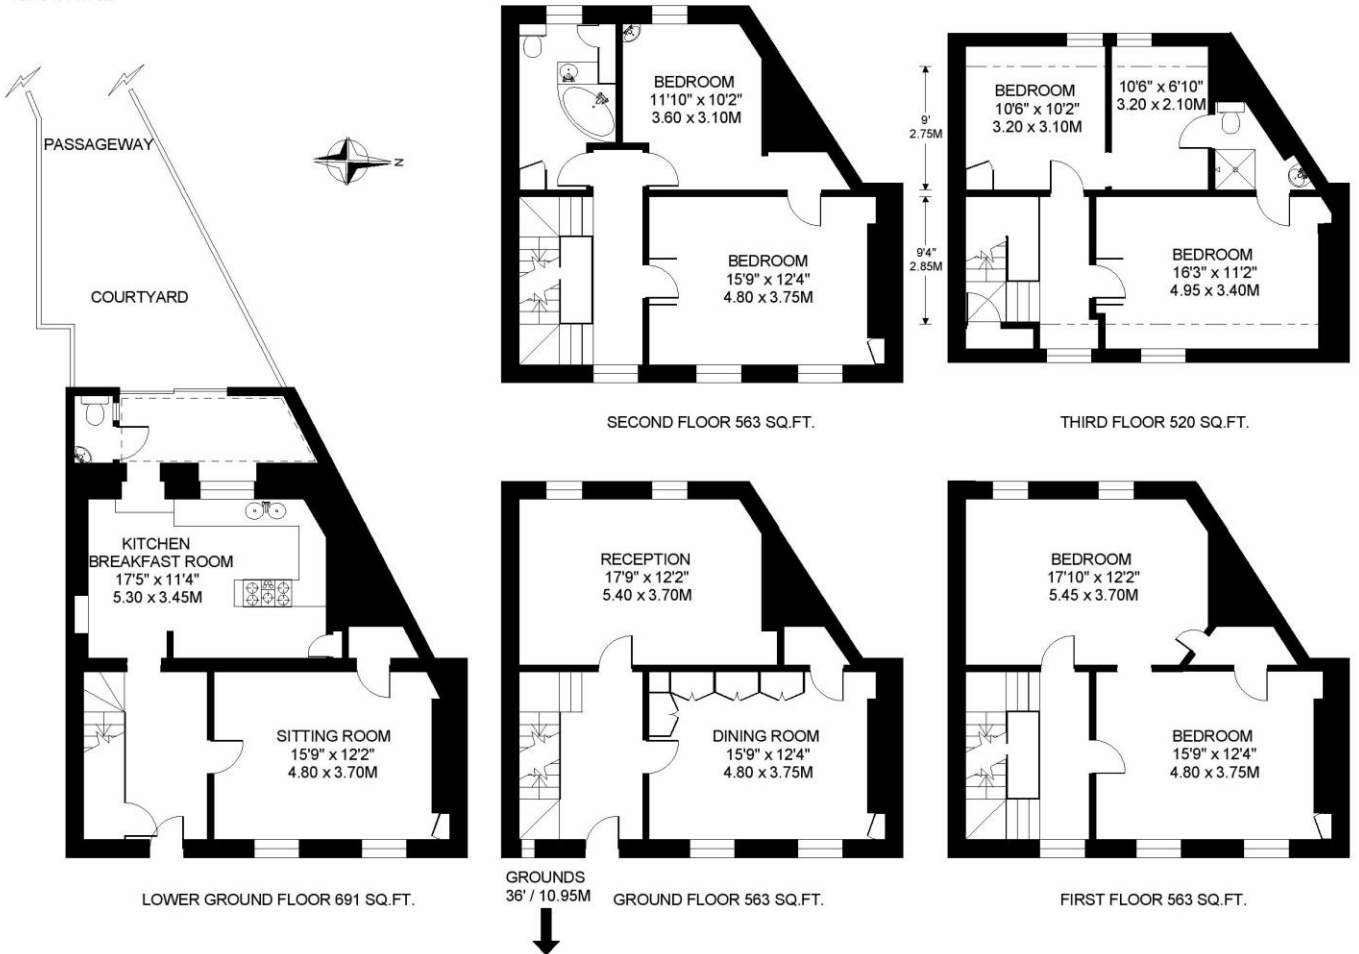 PASSAGEWAY
COURTYARD
N
KITCHEN
BREAKFAST ROOM
17'5" x 11'4"
5.30 x 3.45M
SITTING ROOM
15'9" x 12'2"
4.80 x 3.70M
LOWER GROUND FLOOR 691 SQ.FT.
BEDROOM
11'10" x 10'2"
3.60 x 3.10M
BEDROOM
15'9" x 12'4"
4.80 x 3.75M
SECOND FLOOR 563 SQ.FT.
BEDROOM
10'6" x 10'2"
3.20 x 3.10M
10'6" x 6'10"
3.20 x 2.10M
9'
2.75M
9'4"
2.85M
BEDROOM
16'3" x 11'2"
4.95 x 3.40M
THIRD FLOOR 520 SQ.FT.
RECEPTION
17'9" x 12'2"
5.40 x 3.70M
DINING ROOM
15'9" x 12'4"
4.80 x 3.75M
GROUNDS
36' / 10.95M
GROUND FLOOR 563 SQ.FT.
BEDROOM
17'10" x 12'2"
5.45 x 3.70M
BEDROOM
15'9" x 12'4"
4.80 x 3.75M
FIRST FLOOR 563 SQ.FT.